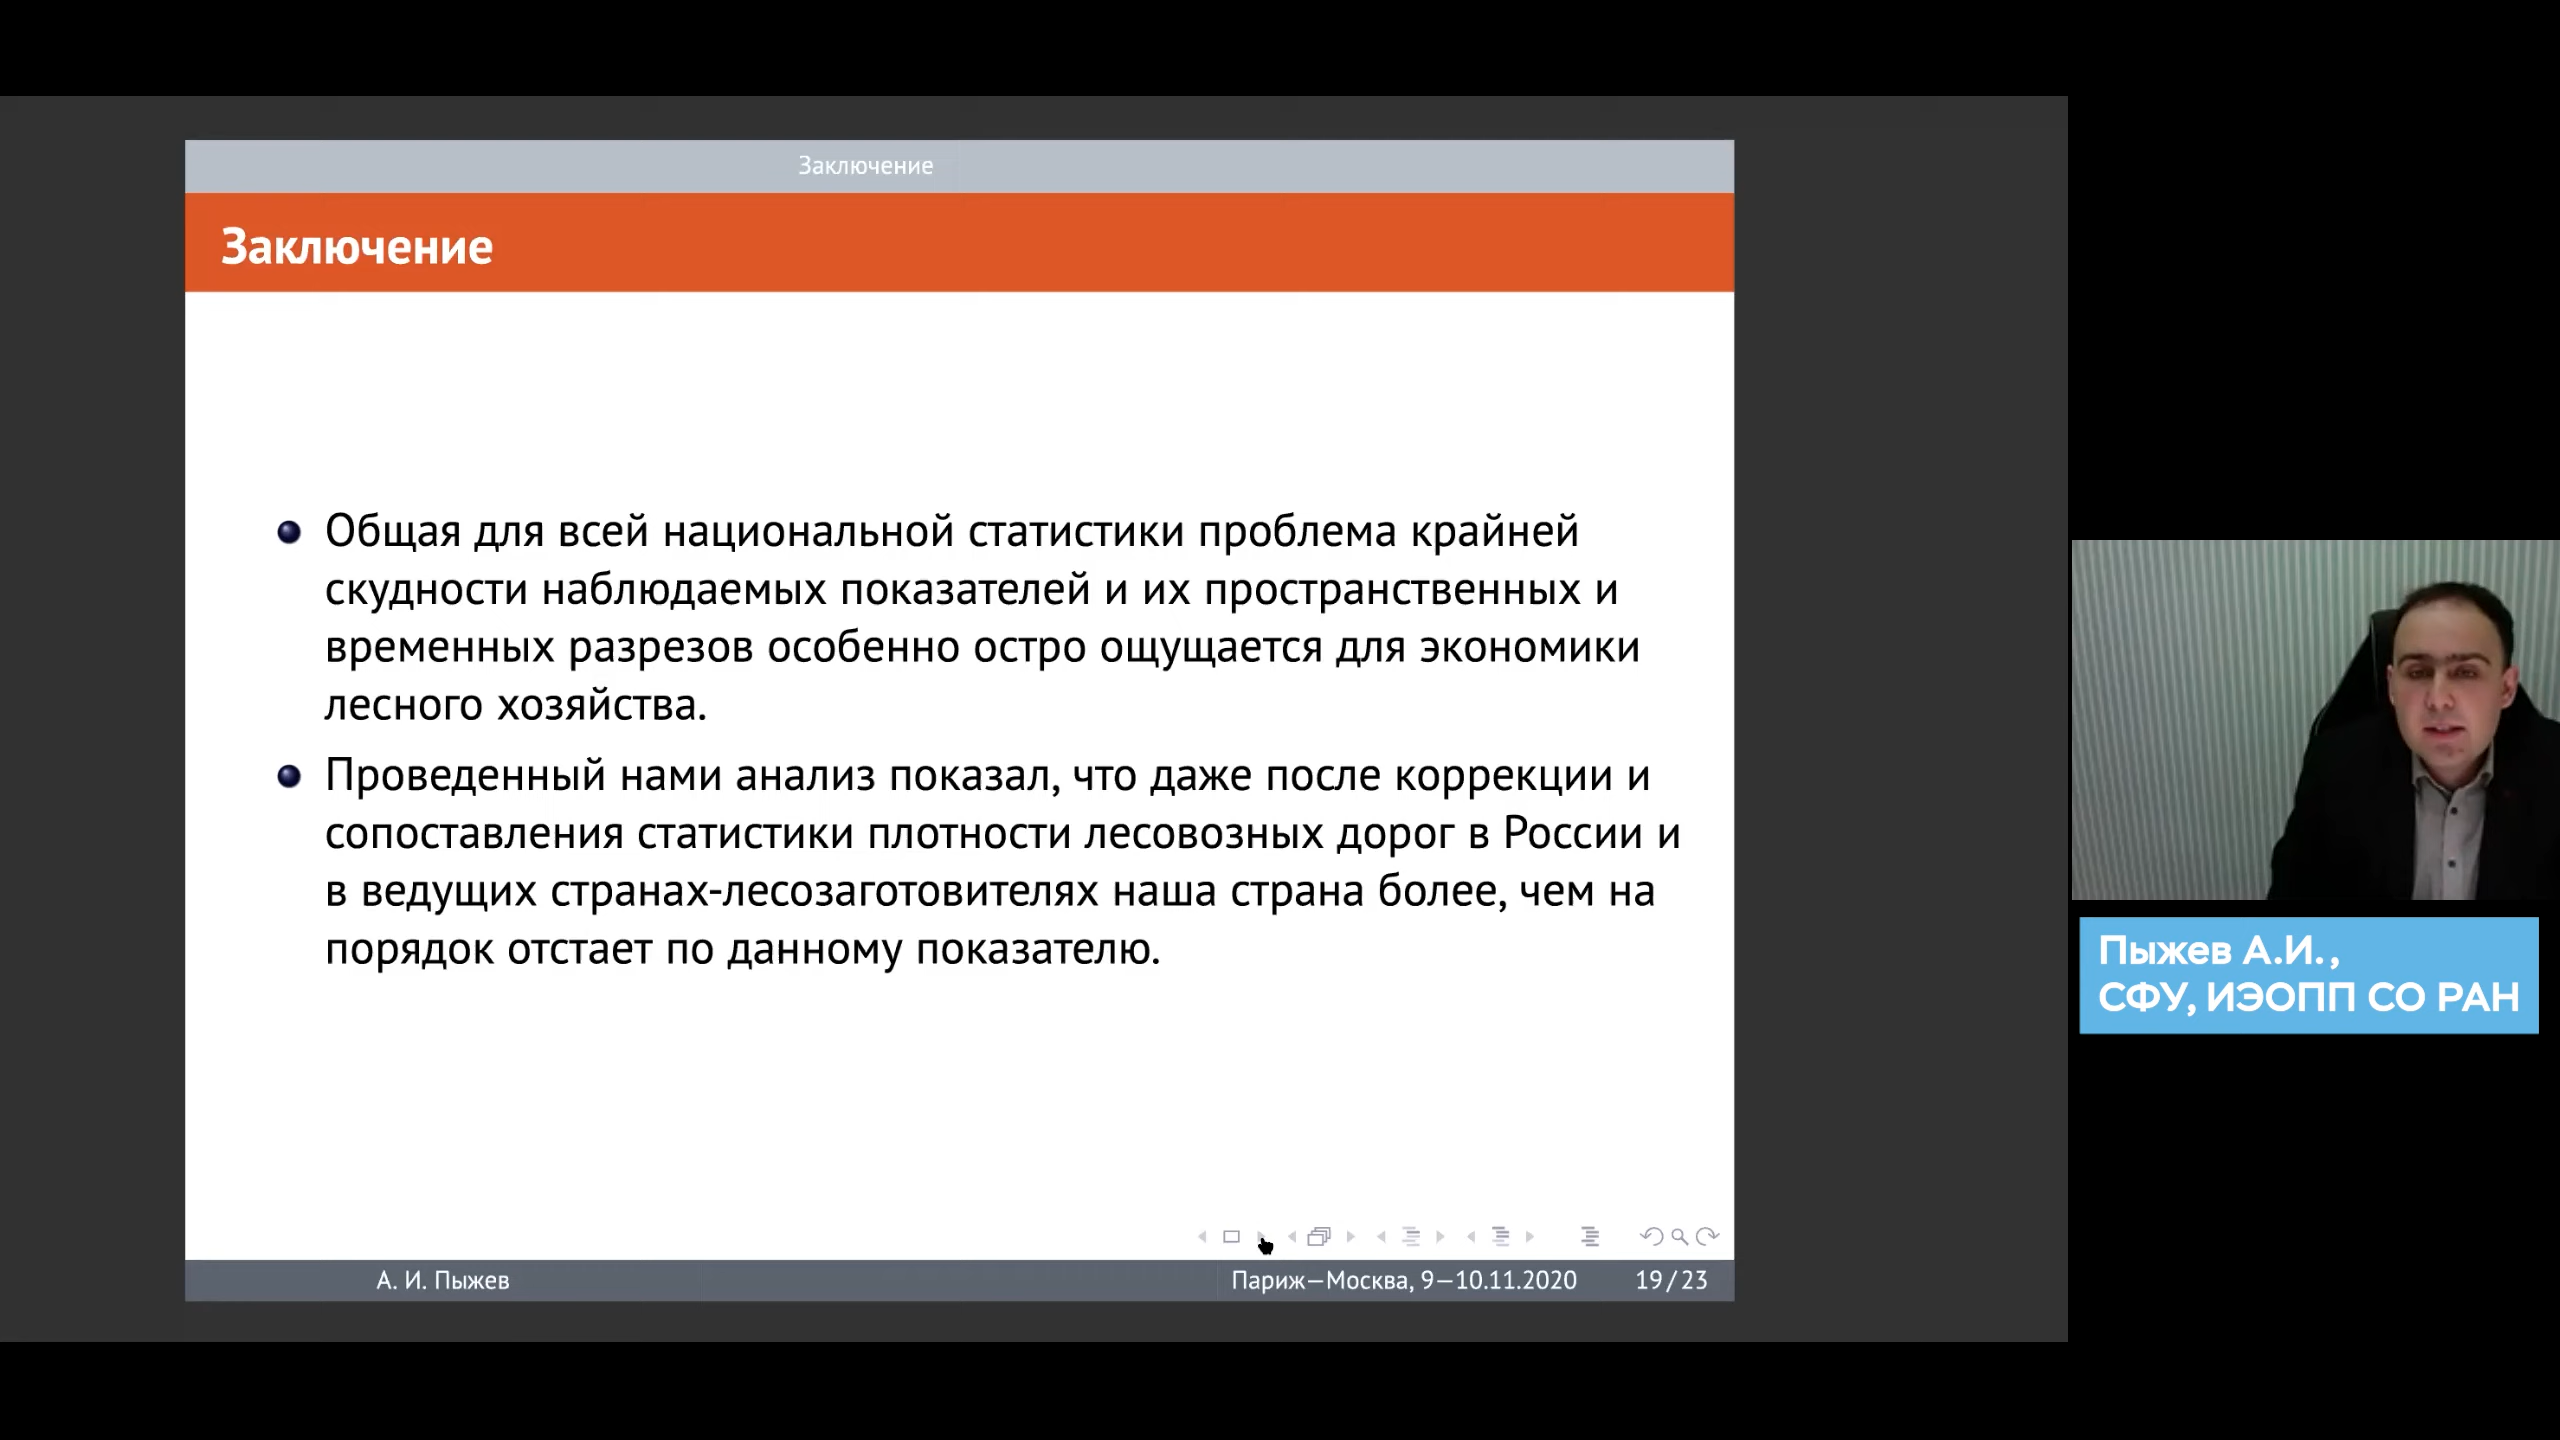 Заключение
Заключение
Общая для всей национальной статистики проблема крайней
скудности наблюдаемых показателей и их пространственных и
временных разрезов особенно остро ощущается для экономики
лесного хозяйства.
Проведенный нами анализ показал, что даже после коррекции и
сопоставления статистики плотности лесовозных дорог в России и
в ведущих странах-лесозаготовителях наша страна более, чем на
порядок отстает по данному показателю.
А. И. Пыжев
Париж—Москва, 9—10.11.2020
19/23
Пыжев А.И.,
СФУ, ИЭОПП СО РАН